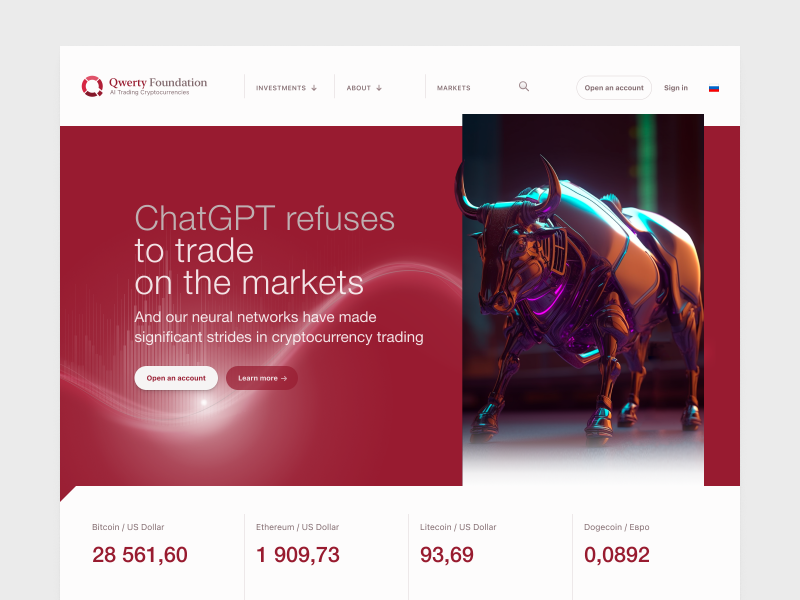 Qwerty Foundation
AI Trading Cryptocurrencies
INVESTMENTS ↓
ABOUT ↓
MARKETS
Open an account
Sign in
ChatGPT refuses
to trade
on the markets
And our neural networks have made
significant strides in cryptocurrency trading
Open an account
Learn more →
Bitcoin / US Dollar
28 561,60
Ethereum / US Dollar
1 909,73
Litecoin / US Dollar
93,69
Dogecoin / Евро
0,0892